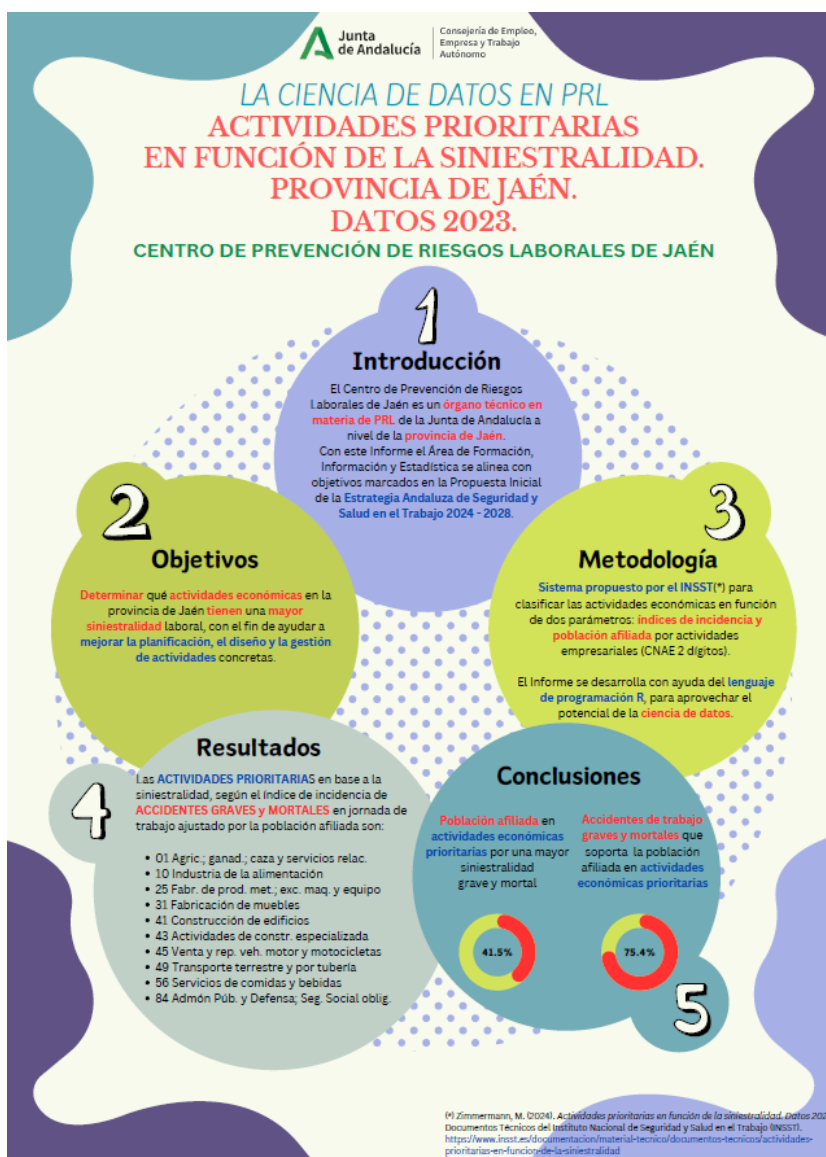 Junta
de Andalucía
Consejería de Empleo,
Empresa y Trabajo
Autónomo
LA CIENCIA DE DATOS EN PRL
ACTIVIDADES PRIORITARIAS
EN FUNCIÓN DE LA SINIESTRALIDAD.
PROVINCIA DE JAÉN.
DATOS 2023.
CENTRO DE PREVENCIÓN DE RIESGOS LABORALES DE JAÉN
1
Introducción
El Centro de Prevención de Riesgos
Laborales de Jaén es un órgano técnico en
materia de PRL de la Junta de Andalucía a
nivel de la provincia de Jaén.
Con este Informe el Área de Formación,
Información y Estadística se alinea con
objetivos marcados en la Propuesta Inicial
de la Estrategia Andaluza de Seguridad y
Salud en el Trabajo 2024 - 2028.
2
Objetivos
Determinar qué actividades económicas en la
provincia de Jaén tienen una mayor
siniestralidad laboral, con el fin de ayudar a
mejorar la planificación, el diseño y la gestión
de actividades concretas.
3
Metodología
Sistema propuesto por el INSST(*) para
clasificar las actividades económicas en función
de dos parámetros: índices de incidencia y
población afiliada por actividades
empresariales (CNAE 2 dígitos).
El Informe se desarrolla con ayuda del lenguaje
de programación R, para aprovechar el
potencial de la ciencia de datos.
4
Resultados
Las ACTIVIDADES PRIORITARIAS en base a la
siniestralidad, según el índice de incidencia de
ACCIDENTES GRAVES y MORTALES en jornada de
trabajo ajustado por la población afiliada son:
• 01 Agric.; ganad.; caza y servicios relac.
• 10 Industria de la alimentación
• 25 Fabr. de prod. met.; exc. maq. y equipo
• 31 Fabricación de muebles
• 41 Construcción de edificios
• 43 Actividades de constr. especializada
• 45 Venta y rep. veh. motor y motocicletas
• 49 Transporte terrestre y por tubería
• 56 Servicios de comidas y bebidas
• 84 Admón Púb. y Defensa; Seg. Social oblig.
Conclusiones
Población afiliada en
actividades económicas
prioritarias por una mayor
siniestralidad
grave y mortal
41.5%
Accidentes de trabajo
graves y mortales que
soporta la población
afiliada en actividades
económicas prioritarias
75.4%
5
(*) Zimmermann, M. (2024). Actividades prioritarias en función de la siniestralidad. Datos 202
Documentos Técnicos del Instituto Nacional de Seguridad y Salud en el Trabajo (INSST).
https://www.insst.es/documentacion/material-tecnico/documentos-tecnicos/actividades-
prioritarias-en-funcion-de-la-siniestralidad